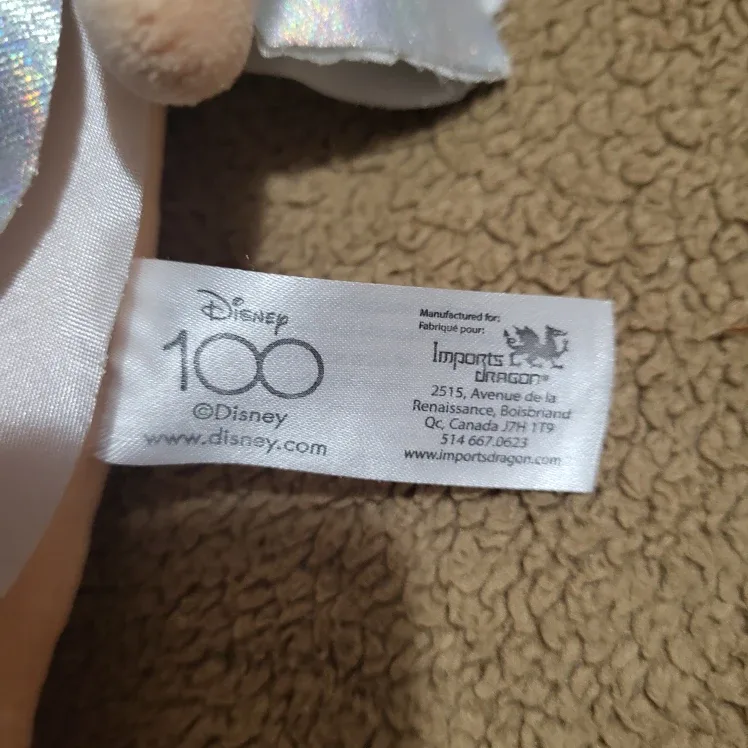 Disney
100
©Disney
www.disney.com
Manufactured for:
Fabriqué pour:
Imports
DRAGON®
2515, Avenue de la
Renaissance, Boisbriand
Qc, Canada J7H 1T9
514 667.0623
www.importsdragon.com